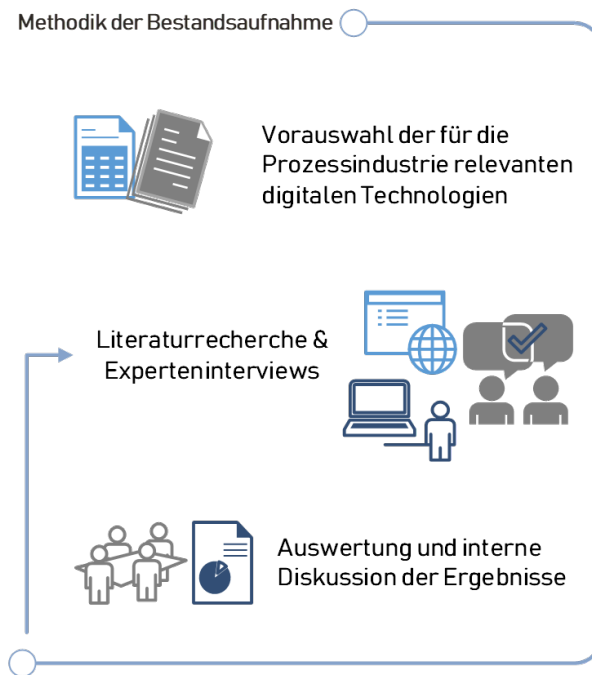 Methodik der Bestandsaufnahme
Vorauswahl der für die
Prozessindustrie relevanten
digitalen Technologien
Literaturrecherche &
Experteninterviews
Auswertung und interne
Diskussion der Ergebnisse